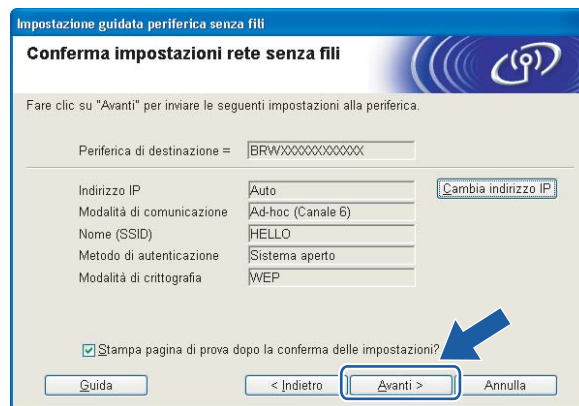 Impostazione guidata periferica senza fili
Conferma impostazioni rete senza fili
Fare clic su "Avanti" per inviare le seguenti impostazioni alla periferica.
Periferica di destinazione = BRWXXXXXXXXXXX
Indirizzo IP Auto Cambia indirizzo IP
Modalità di comunicazione Ad-hoc (Canale 6)
Nome (SSID) HELLO
Metodo di autenticazione Sistema aperto
Modalità di crittografia WEP
Stampa pagina di prova dopo la conferma delle impostazioni?
Guida < Indietro Avanti > Annulla